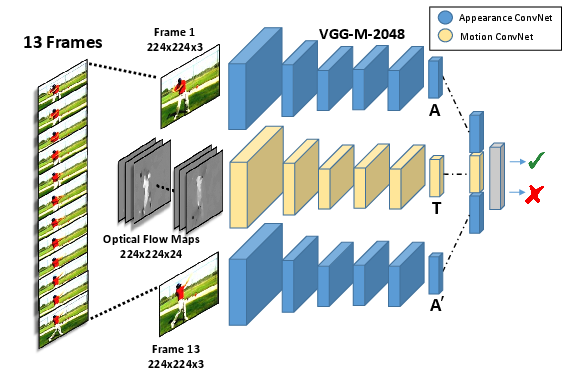 Appearance ConvNet
Motion ConvNet
13 Frames
Frame 1
224x224x3
VGG-M-2048
A
Optical Flow Maps
224x224x24
T
A'
Frame 13
224x224x3